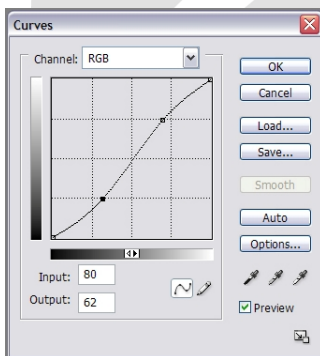 Curves
Channel: RGB
OK
Cancel
Load...
Save...
Smooth
Auto
Options...
Input: 80
Output: 62
Preview